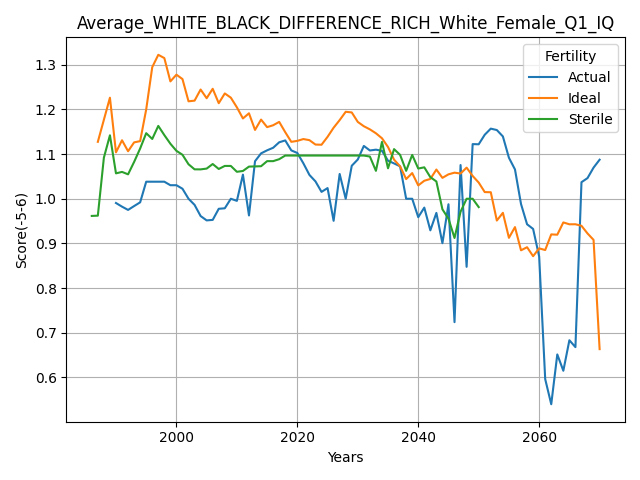 Average_WHITE_BLACK_DIFFERENCE_RICH_White_Female_Q1_IQ
Fertility
Actual
Ideal
Sterile
Score(-5-6)
1.3
1.2
1.1
1.0
0.9
0.8
0.7
0.6
2000 2020 2040 2060
Years